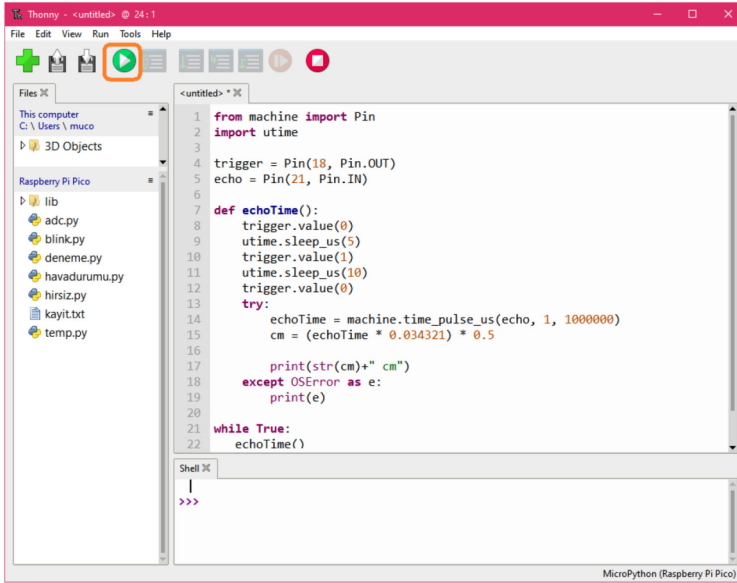 Thonny - <untitled> @ 24:1
File Edit View Run Tools Help
Files
This computer
C: \ Users \ muco
3D Objects
Raspberry Pi Pico
lib
adc.py
blink.py
deneme.py
havadurumu.py
hirsiz.py
kayit.txt
temp.py
<untitled> *
1 from machine import Pin
2 import utime
3
4 trigger = Pin(18, Pin.OUT)
5 echo = Pin(21, Pin.IN)
6
7 def echoTime():
8     trigger.value(0)
9     utime.sleep_us(5)
10     trigger.value(1)
11     utime.sleep_us(10)
12     trigger.value(0)
13     try:
14         echoTime = machine.time_pulse_us(echo, 1, 1000000)
15         cm = (echoTime * 0.034321) * 0.5
16
17         print(str(cm)+" cm")
18     except OSError as e:
19         print(e)
20
21 while True:
22    echoTime()
Shell
>>>
MicroPython (Raspberry Pi Pico)